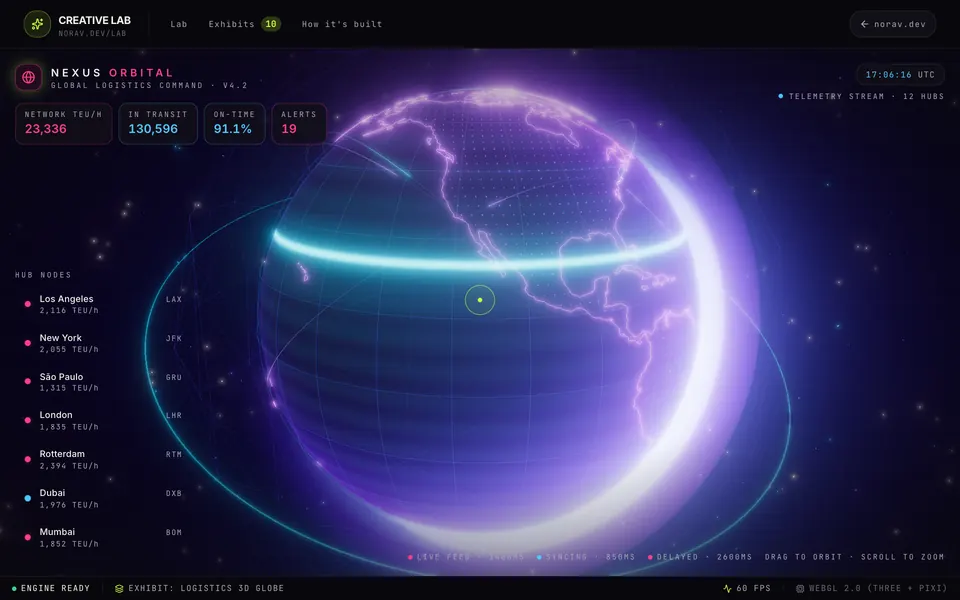 CREATIVE LAB
NORAV.DEV/LAB
Lab
Exhibits 10
How it's built
← norav.dev
NEXUS ORBITAL
GLOBAL LOGISTICS COMMAND · V4.2
17:06:16 UTC
TELEMETRY STREAM · 12 HUBS
NETWORK TEU/H
23,336
IN TRANSIT
130,596
ON-TIME
91.1%
ALERTS
19
HUB NODES
Los Angeles LAX
2,116 TEU/h
New York JFK
2,055 TEU/h
São Paulo GRU
1,315 TEU/h
London LHR
1,835 TEU/h
Rotterdam RTM
2,394 TEU/h
Dubai DXB
1,976 TEU/h
Mumbai BOM
1,852 TEU/h
LIVE FEED · SYNCING · 850MS DELAYED · 2600MS DRAG TO ORBIT · SCROLL TO ZOOM
ENGINE READY
EXHIBIT: LOGISTICS 3D GLOBE
60 FPS
WEBGL 2.0 (THREE + PIXI)